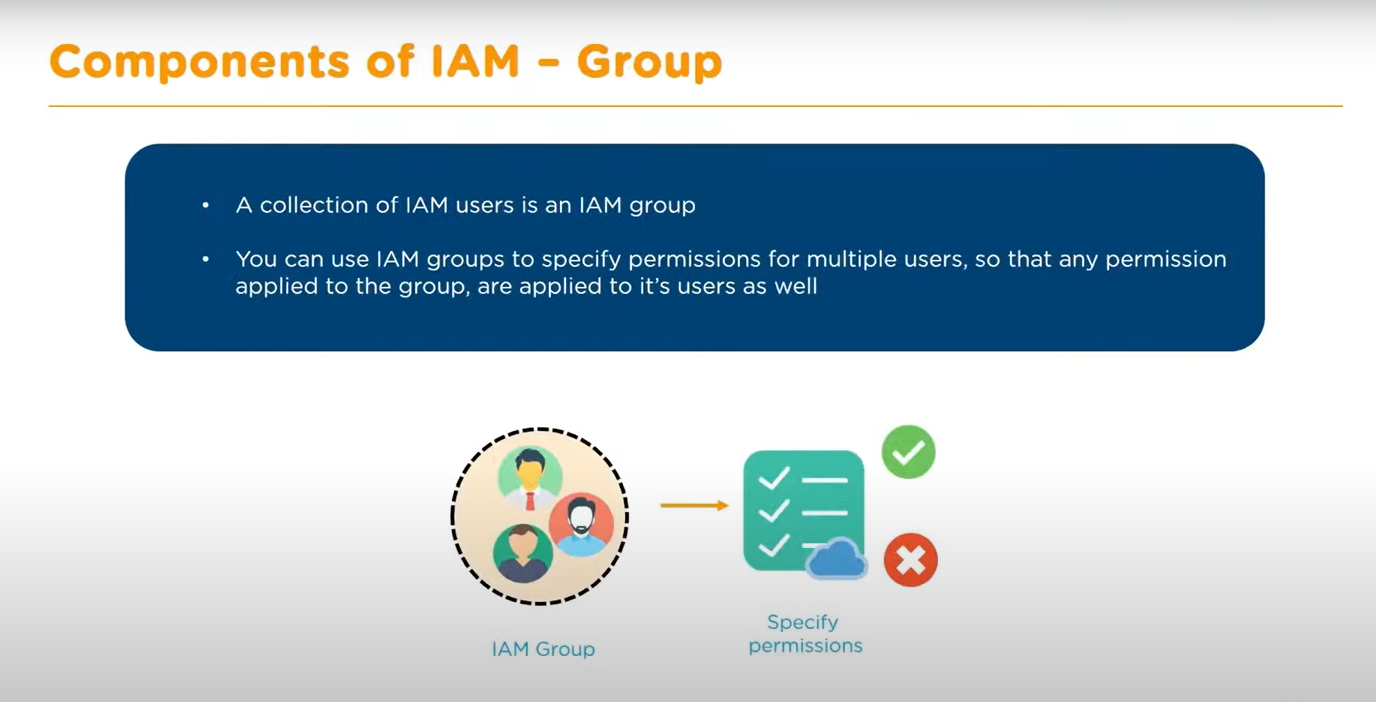 Components of IAM – Group
• A collection of IAM users is an IAM group
• You can use IAM groups to specify permissions for multiple users, so that any permission
applied to the group, are applied to it's users as well
IAM Group
Specify
permissions